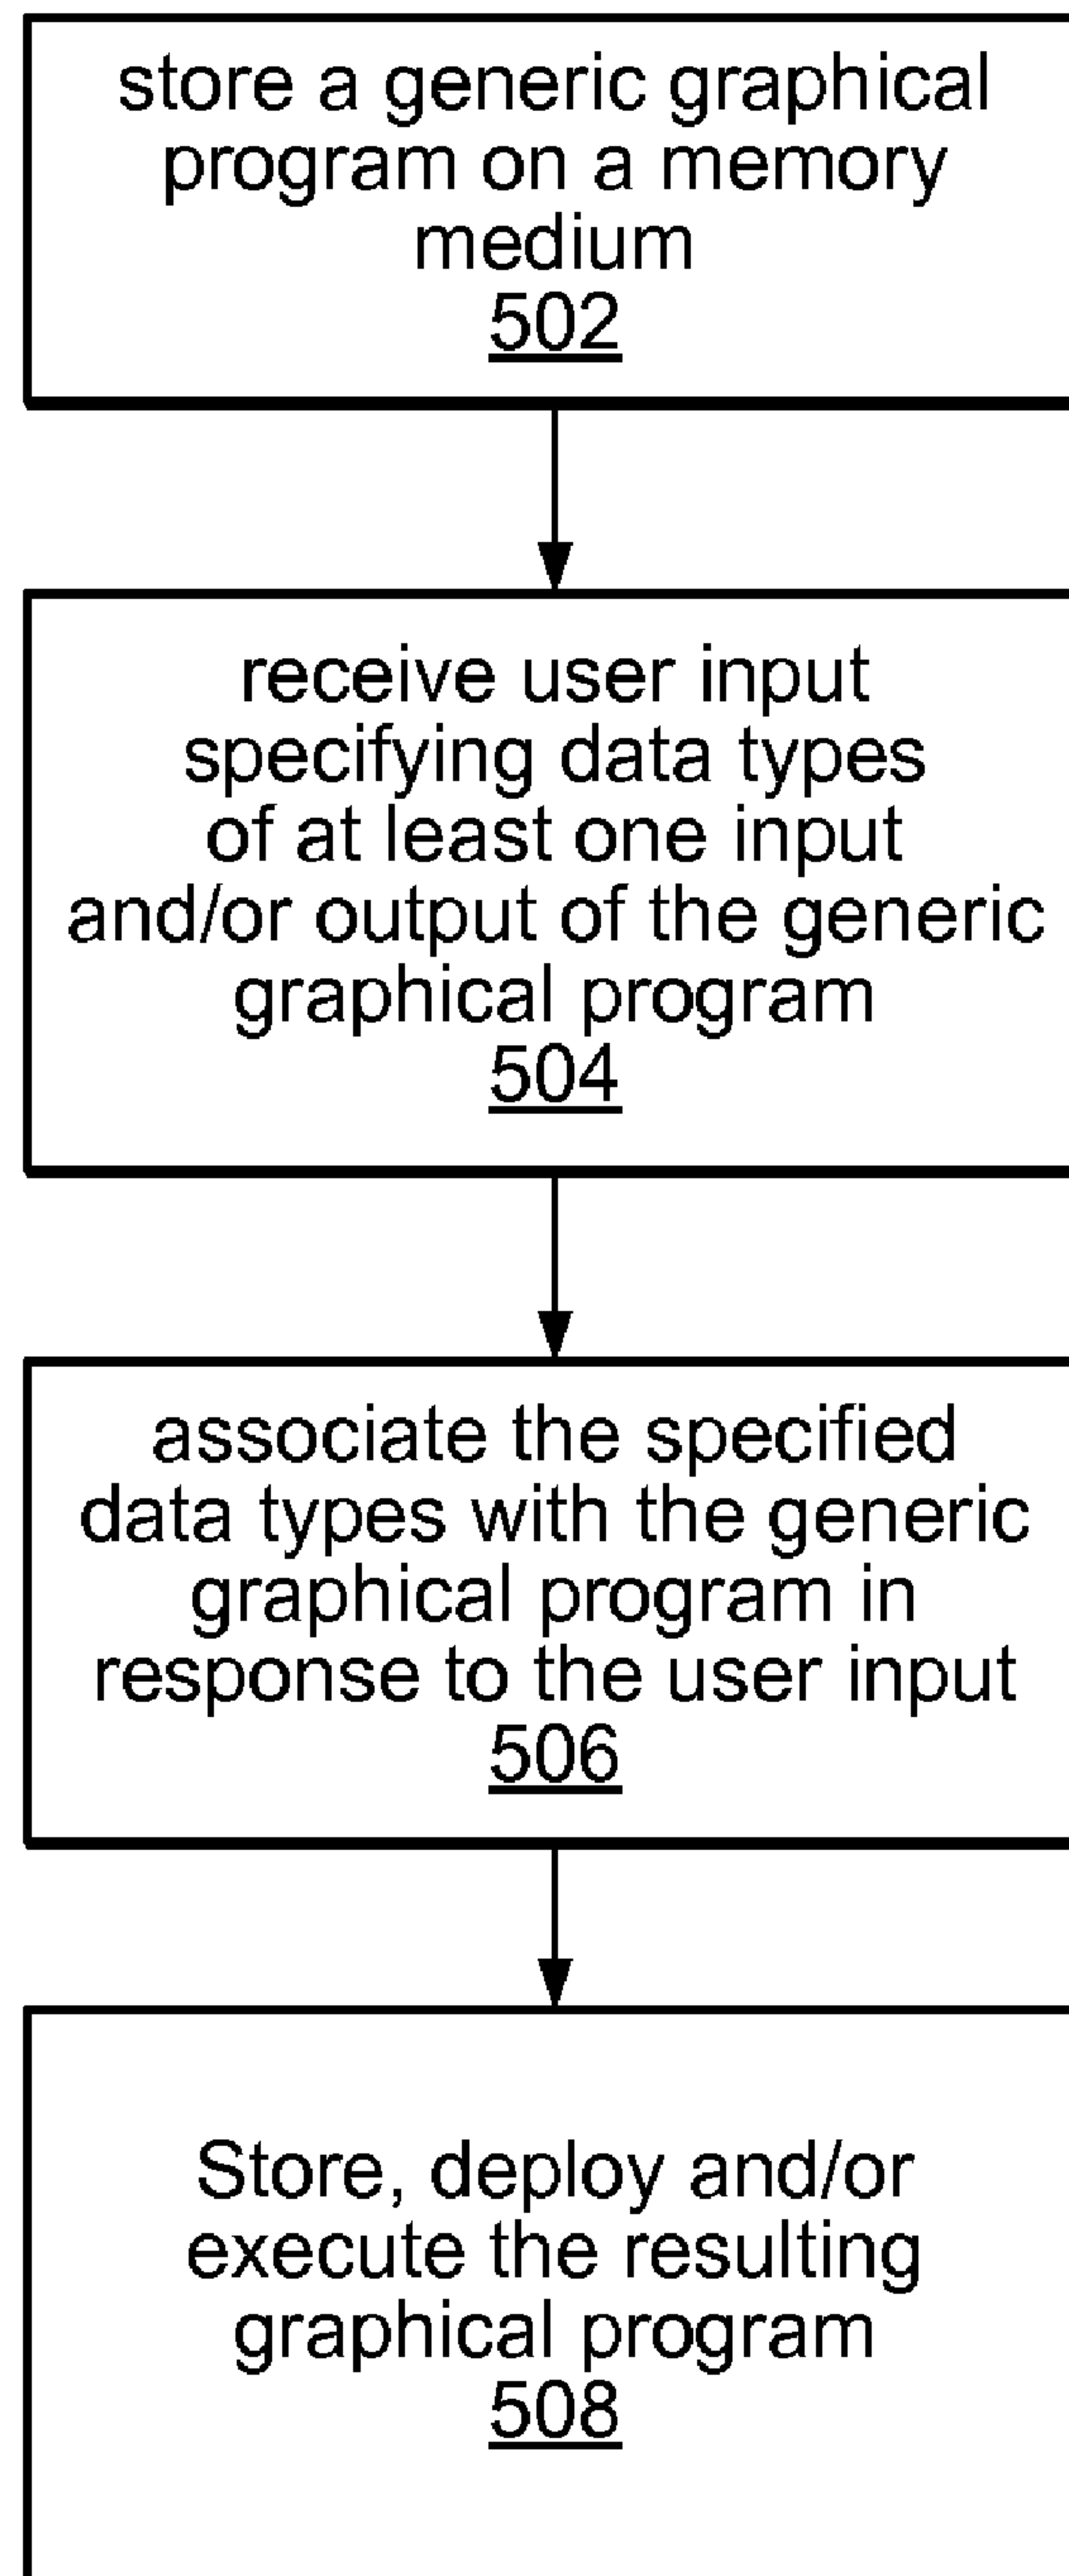 store a generic graphical
program on a memory
medium
502
receive user input
specifying data types
of at least one input
and/or output of the generic
graphical program
504
associate the specified
data types with the generic
graphical program in
response to the user input
506
Store, deploy and/or
execute the resulting
graphical program
508